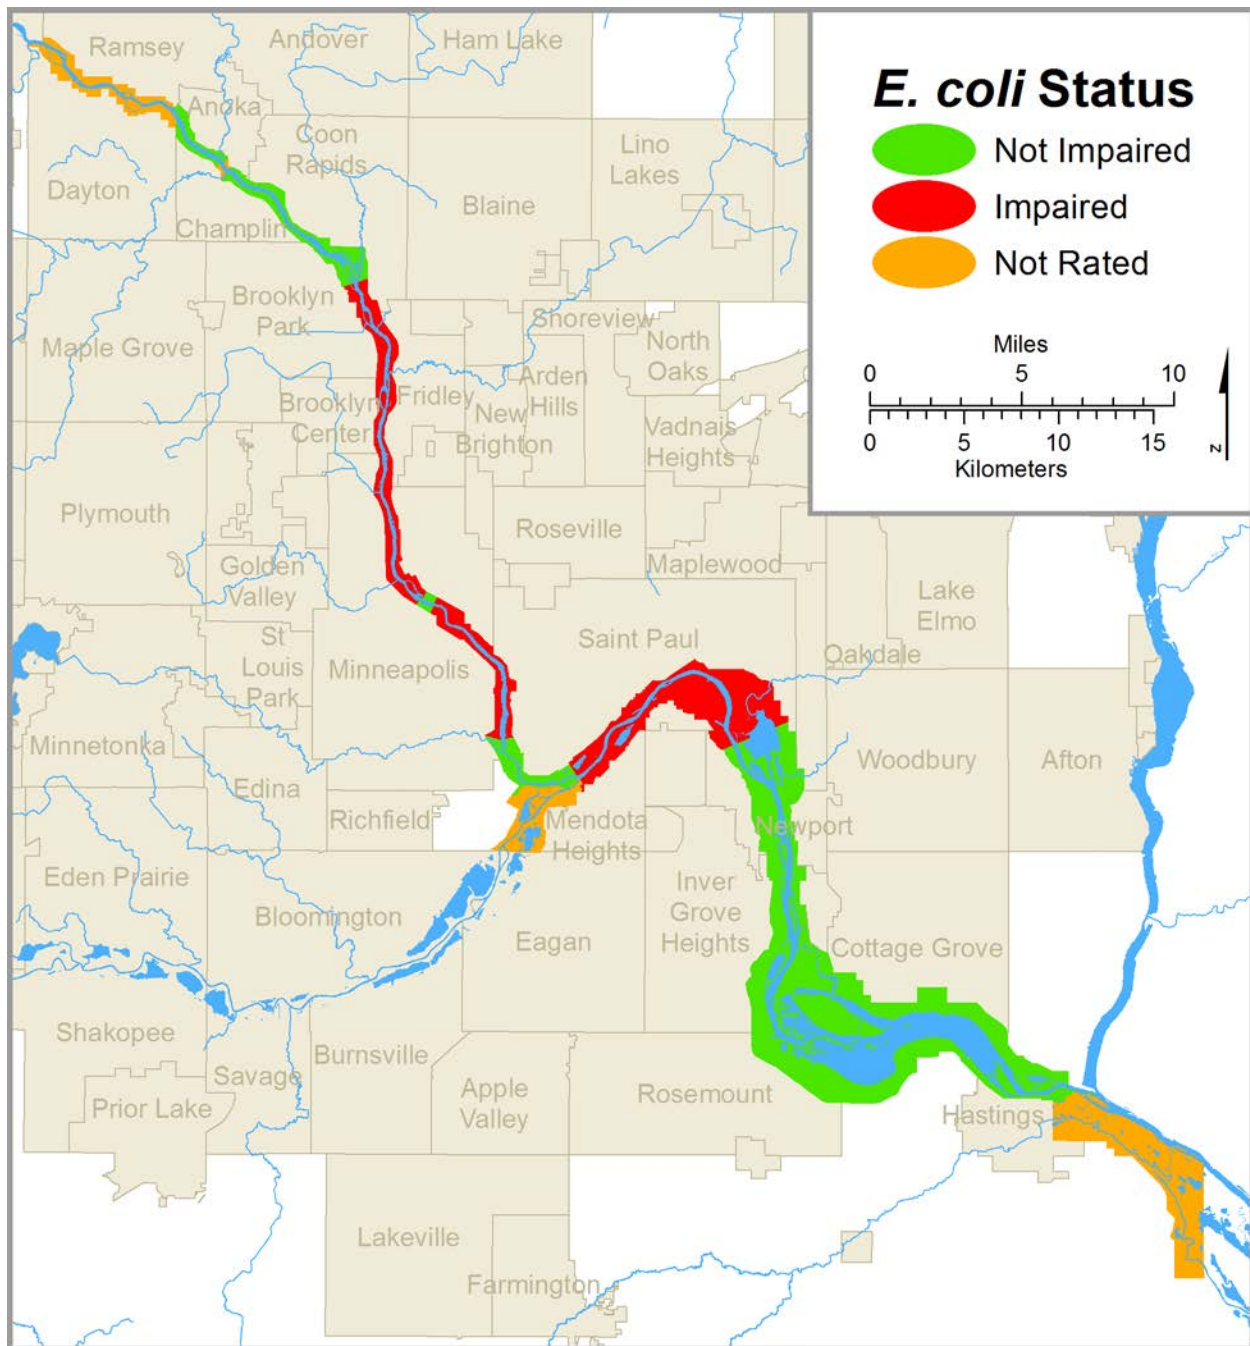 E. coli Status
Not Impaired
Impaired
Not Rated
Miles
0 5 10
0 5 10 15
Kilometers
N
Ramsey
Andover
Ham Lake
Anoka
Coon
Rapids
Lino
Lakes
Dayton
Blaine
Champlin
Brooklyn
Park
Shoreview
North
Oaks
Maple Grove
Arden
Hills
Fridley
Brooklyn
Center
New
Brighton
Vadnais
Heights
Plymouth
Roseville
Maplewood
Golden
Valley
Lake
Elmo
St
Louis
Park
Saint Paul
Oakdale
Minneapolis
Minnetonka
Woodbury
Afton
Edina
Richfield
Mendota
Heights
Newport
Eden Prairie
Inver
Grove
Heights
Bloomington
Eagan
Cottage Grove
Shakopee
Burnsville
Savage
Apple
Valley
Rosemount
Prior Lake
Hastings
Lakeville
Farmington